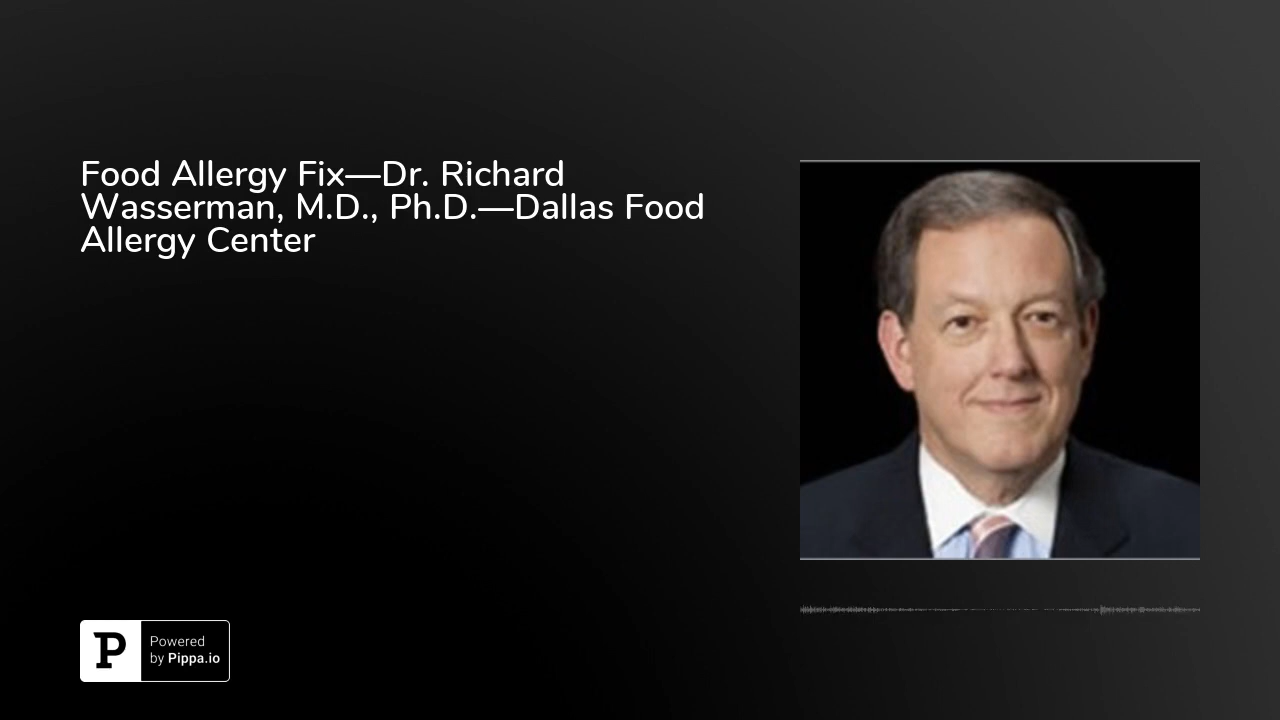 Food Allergy Fix—Dr. Richard
Wasserman, M.D., Ph.D.—Dallas Food
Allergy Center
P
Powered
by Pippa.io